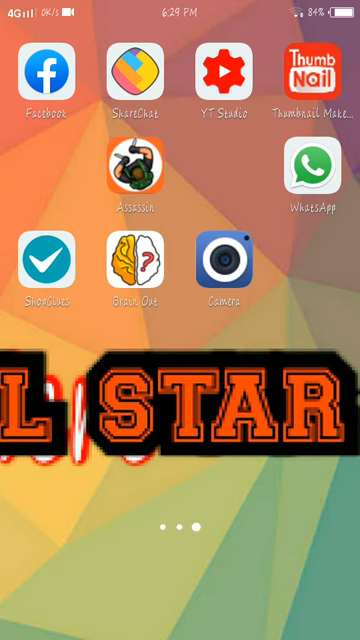 4G 0K/s 6:29 PM 84%
Thumb
Nail
Facebook ShareChat YT Studio Thumbnail Make...
Assassin WhatsApp
?
ShopClues Brain Out Camera
L STAR